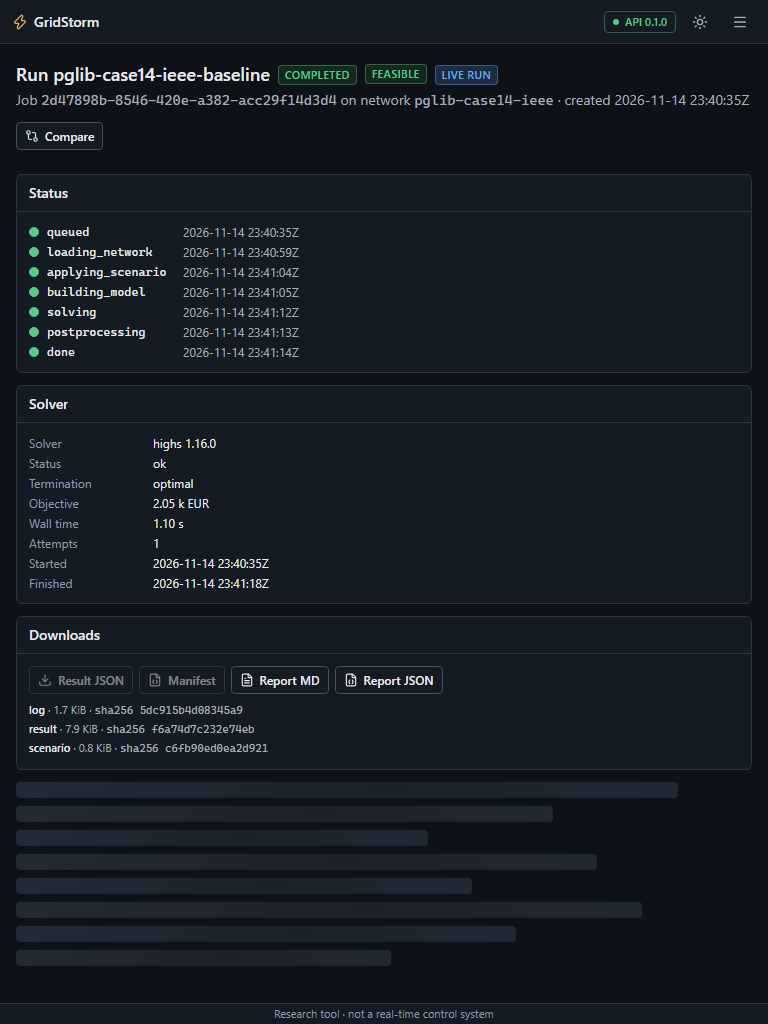 GridStorm
API 0.1.0
Run pglib-case14-ieee-baseline COMPLETED FEASIBLE LIVE RUN
Job 2d47898b-8546-420e-a382-acc29f14d3d4 on network pglib-case14-ieee · created 2026-11-14 23:40:35Z
Compare
Status
queued 2026-11-14 23:40:35Z
loading_network 2026-11-14 23:40:59Z
applying_scenario 2026-11-14 23:41:04Z
building_model 2026-11-14 23:41:05Z
solving 2026-11-14 23:41:12Z
postprocessing 2026-11-14 23:41:13Z
done 2026-11-14 23:41:14Z
Solver
Solver highs 1.16.0
Status ok
Termination optimal
Objective 2.05 k EUR
Wall time 1.10 s
Attempts 1
Started 2026-11-14 23:40:35Z
Finished 2026-11-14 23:41:18Z
Downloads
Result JSON Manifest Report MD Report JSON
log · 1.7 KiB · sha256 5dc915b4d08345a9
result · 7.9 KiB · sha256 f6a74d7c232e74eb
scenario · 0.8 KiB · sha256 c6fb90ed0ea2d921
Research tool · not a real-time control system